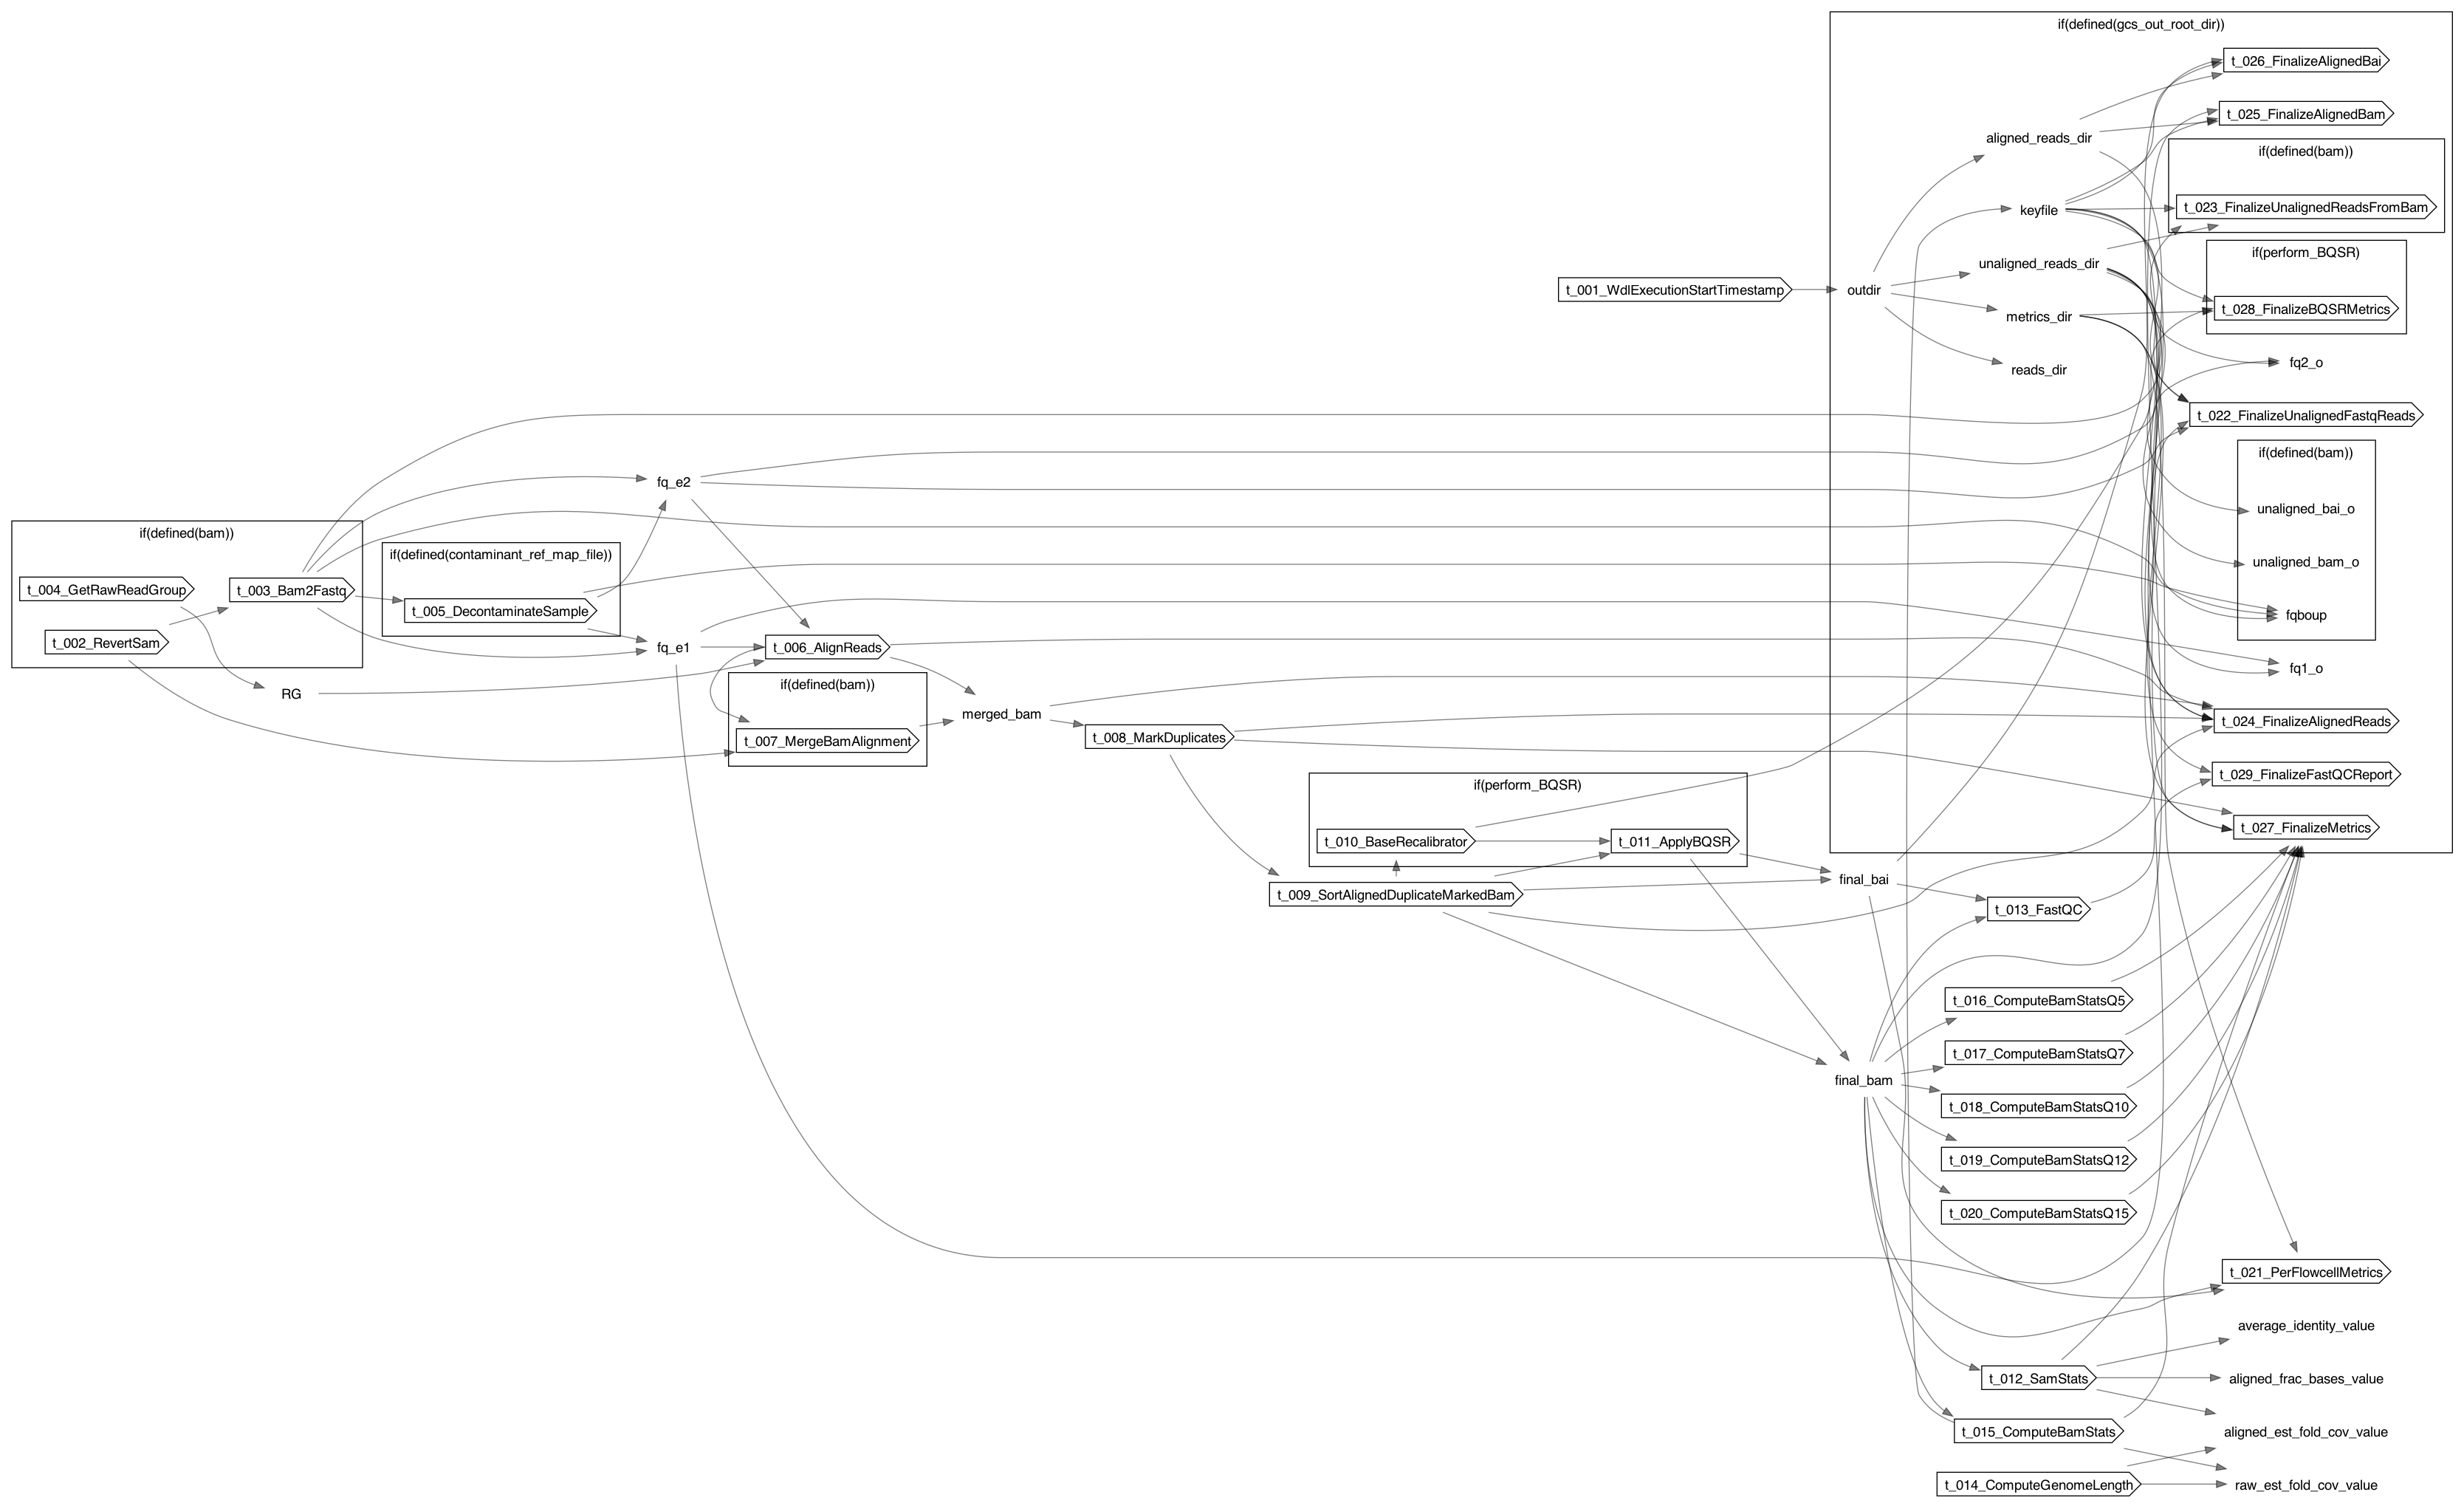 if(defined(gcs_out_root_dir))
t_026_FinalizeAlignedBai
t_025_FinalizeAlignedBam
aligned_reads_dir
if(defined(bam))
t_023_FinalizeUnalignedReadsFromBam
keyfile
if(perform_BQSR)
unaligned_reads_dir
t_001_WdlExecutionStartTimestamp
outdir
t_028_FinalizeBQSRMetrics
metrics_dir
fq2_o
reads_dir
t_022_FinalizeUnalignedFastqReads
if(defined(bam))
fq_e2
unaligned_bai_o
if(defined(bam))
if(defined(contaminant_ref_map_file))
unaligned_bam_o
t_004_GetRawReadGroup
t_003_Bam2Fastq
t_005_DecontaminateSample
fqboup
t_002_RevertSam
fq_e1
t_006_AlignReads
fq1_o
if(defined(bam))
RG
merged_bam
t_024_FinalizeAlignedReads
t_008_MarkDuplicates
t_007_MergeBamAlignment
t_029_FinalizeFastQCReport
if(perform_BQSR)
t_027_FinalizeMetrics
t_010_BaseRecalibrator
t_011_ApplyBQSR
final_bai
t_009_SortAlignedDuplicateMarkedBam
t_013_FastQC
t_016_ComputeBamStatsQ5
t_017_ComputeBamStatsQ7
final_bam
t_018_ComputeBamStatsQ10
t_019_ComputeBamStatsQ12
t_020_ComputeBamStatsQ15
t_021_PerFlowcellMetrics
average_identity_value
t_012_SamStats
aligned_frac_bases_value
t_015_ComputeBamStats
aligned_est_fold_cov_value
t_014_ComputeGenomeLength
raw_est_fold_cov_value